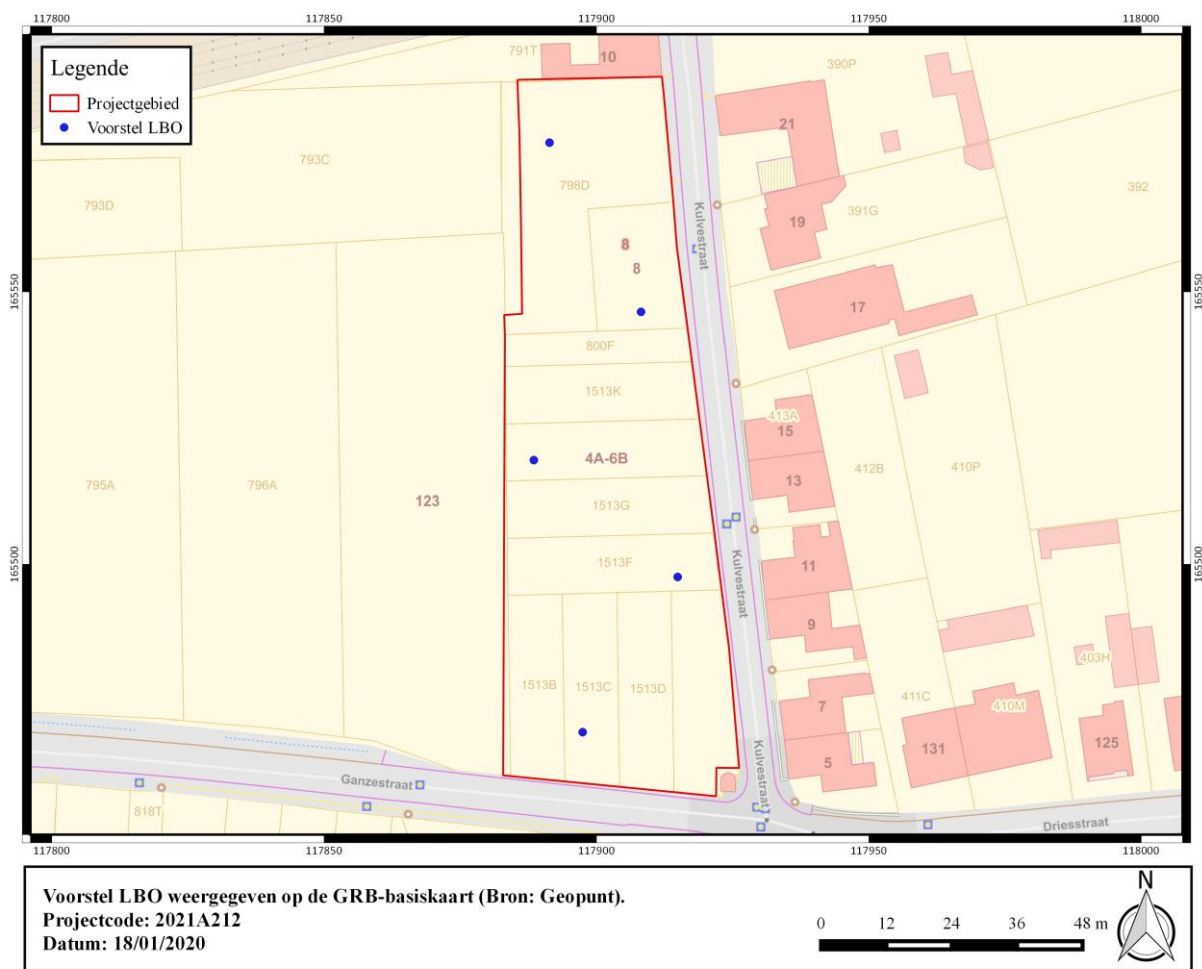 117800 117850 117900 117950 118000
Legende
Projectgebied
Voorstel LBO
791T
10
390P
21
793C
798D
392
793D
Kulvestraat
19
391G
8
8
165550
165550
17
800F
1513K
413A
15
4A-6B
412B
410P
795A
796A
123
13
1513G
165500
165500
1513F
Kulvestraat
11
9
403H
1513B
1513C
1513D
411C
410M
7
131
125
5
Kulvestraat
Ganzestraat
818T
Driesstraat
117800 117850 117900 117950 118000
Voorstel LBO weergegeven op de GRB-basiskaart (Bron: Geopunt).
Projectcode: 2021A212
Datum: 18/01/2020
0 12 24 36 48 m
N